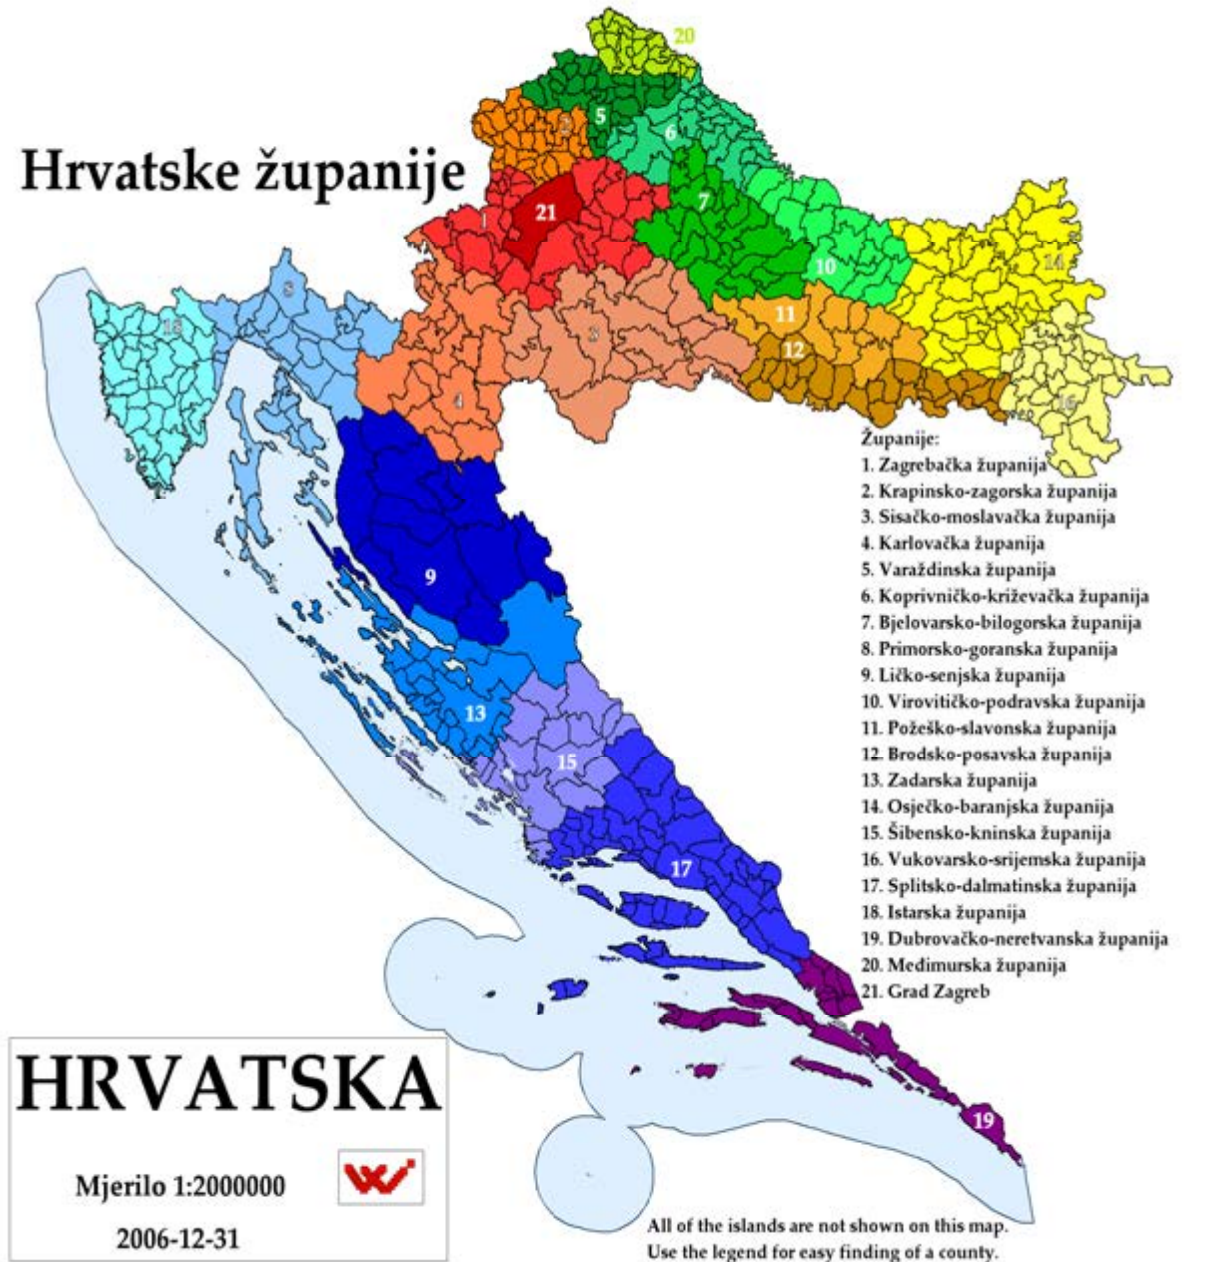 Hrvatske županije
20
5
2
6
1
21
7
14
10
8
18
11
3
12
4
16
9
13
15
17
19
Županije:
1. Zagrebačka županija
2. Krapinsko-zagorska županija
3. Sisačko-moslavačka županija
4. Karlovačka županija
5. Varaždinska županija
6. Koprivničko-križevačka županija
7. Bjelovarsko-bilogorska županija
8. Primorsko-goranska županija
9. Ličko-senjska županija
10. Virovitičko-podravska županija
11. Požeško-slavonska županija
12. Brodsko-posavska županija
13. Zadarska županija
14. Osječko-baranjska županija
15. Šibensko-kninska županija
16. Vukovarsko-srijemska županija
17. Splitsko-dalmatinska županija
18. Istarska županija
19. Dubrovačko-neretvanska županija
20. Međimurska županija
21. Grad Zagreb
HRVATSKA
Mjerilo 1:2000000
2006-12-31
All of the islands are not shown on this map.
Use the legend for easy finding of a county.